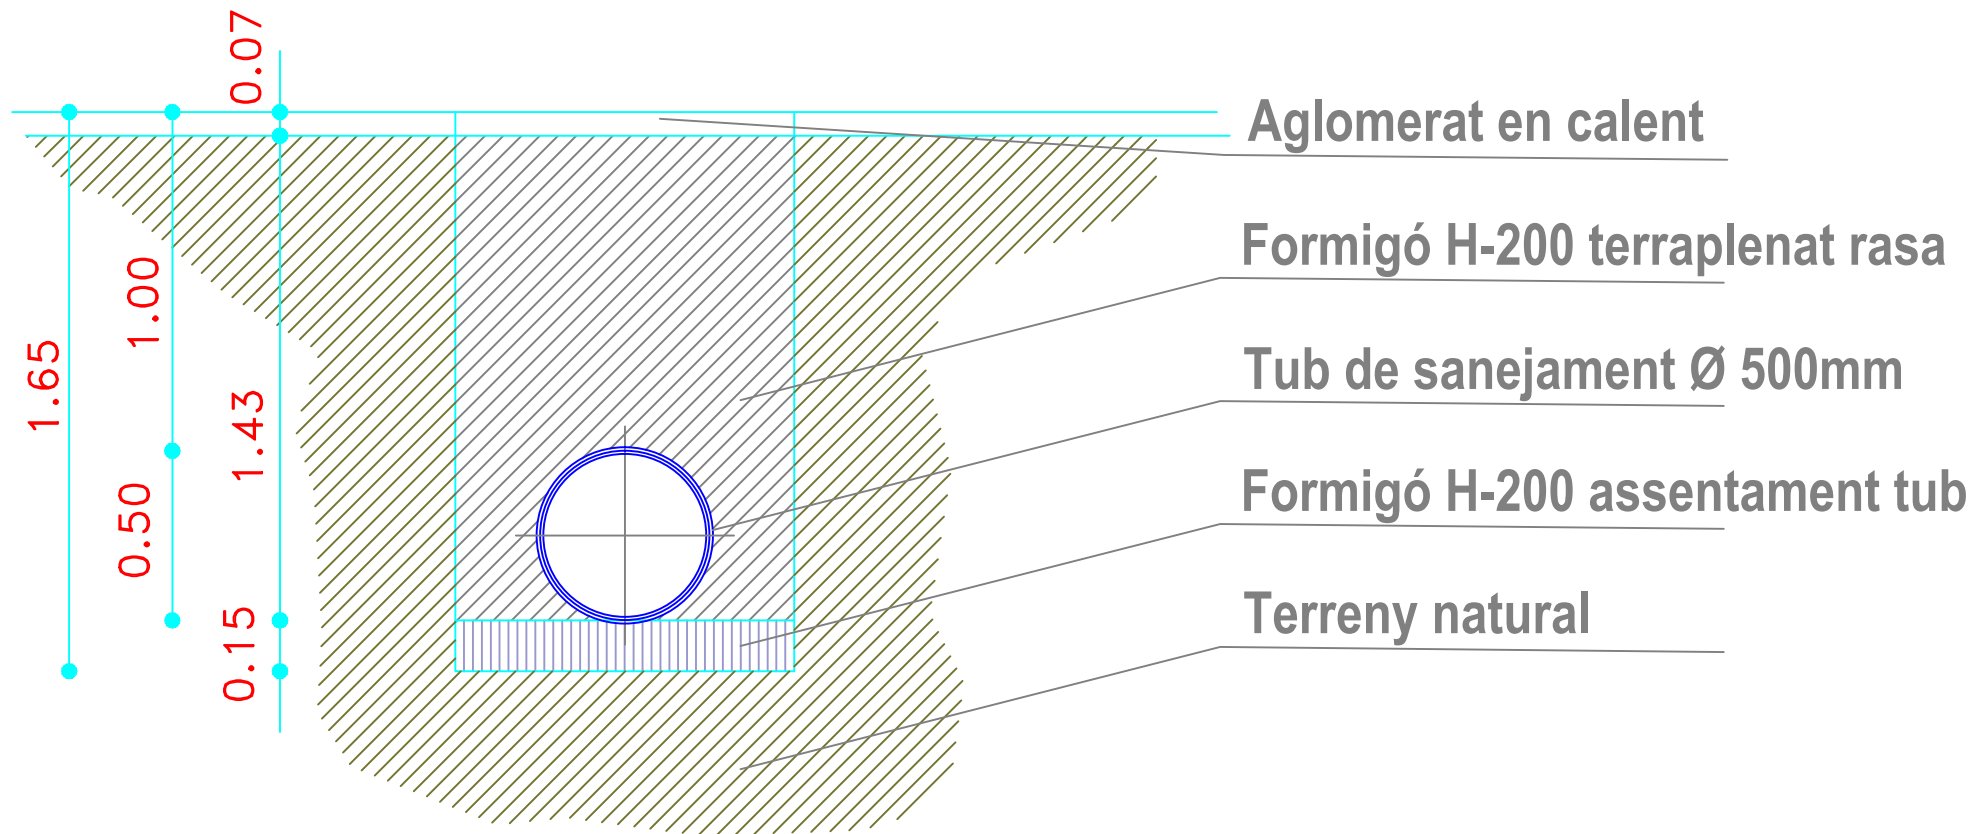 0.07
1.00
1.65
1.43
0.50
0.15
Aglomerat en calent
Formigó H-200 terraplenat rasa
Tub de sanejament Ø 500mm
Formigó H-200 assentament tub
Terreny natural